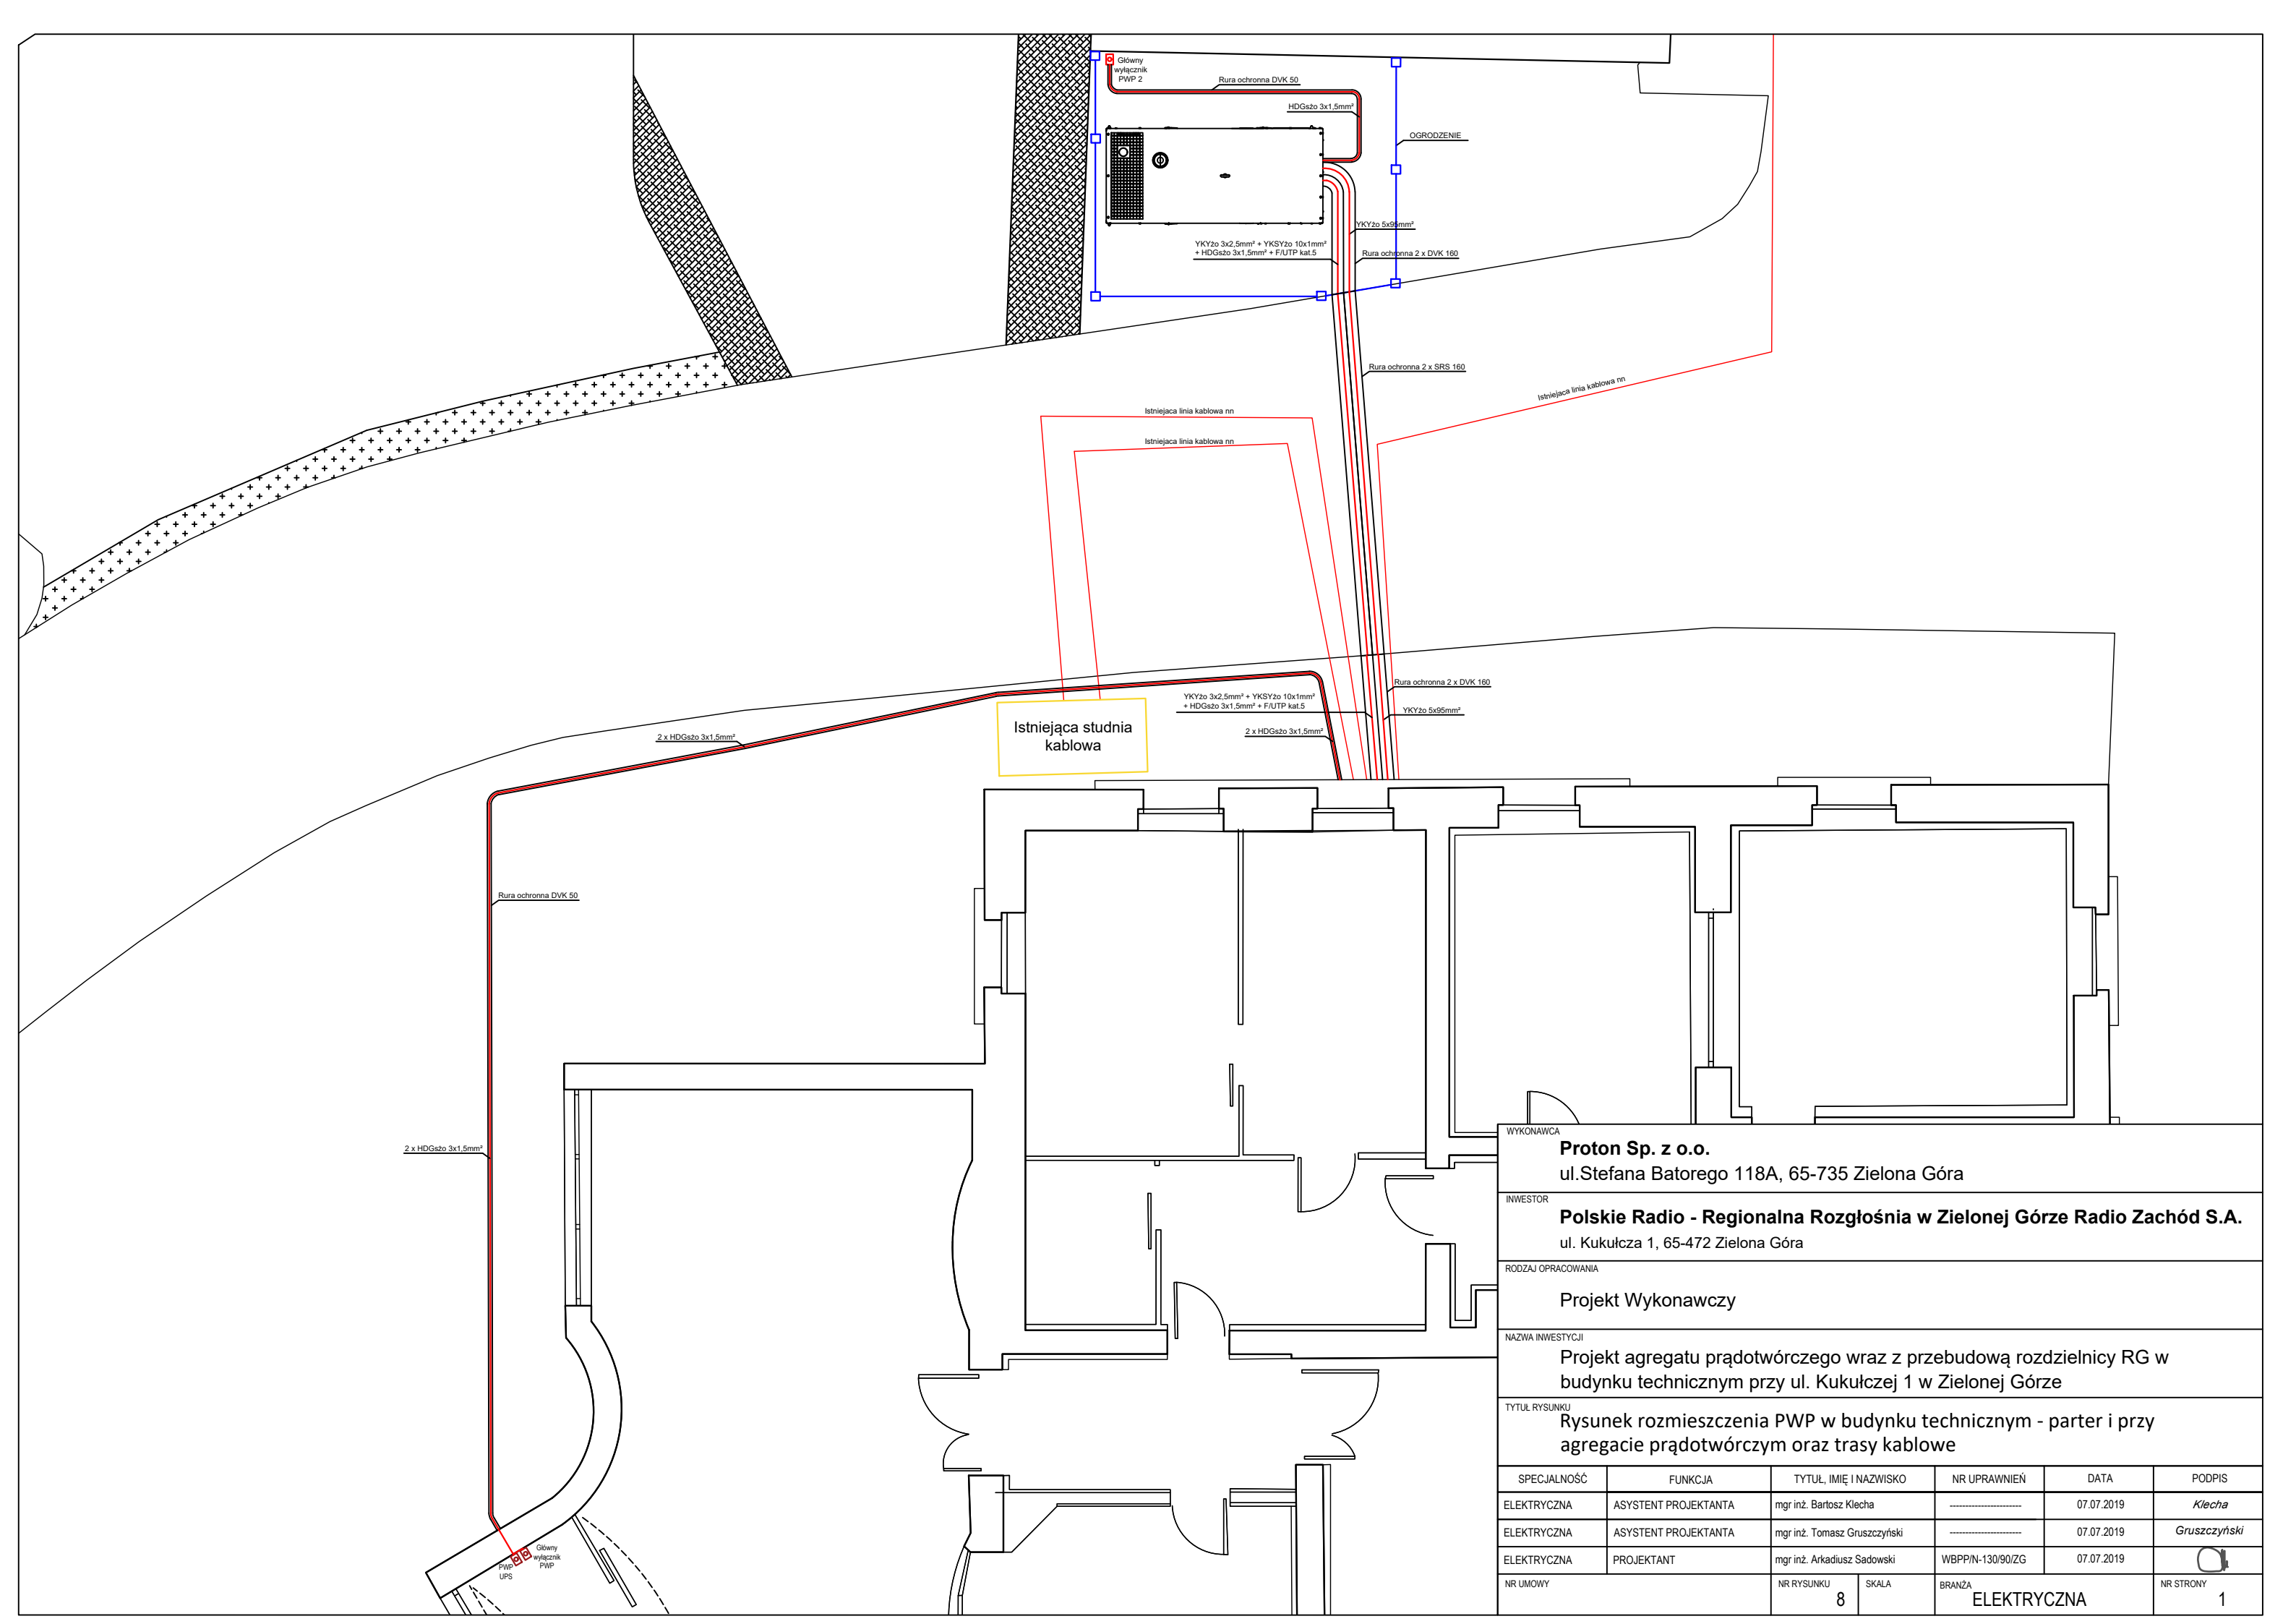 Główny
wyłącznik
PWP 2
Rura ochronna DVK 50
HDGsżo 3x1,5mm²
OGRODZENIE
YKYżo 5x95mm²
YKYżo 3x2,5mm² + YKSYżo 10x1mm²
+ HDGsżo 3x1,5mm² + F/UTP kat.5
Rura ochronna 2 x DVK 160
Rura ochronna 2 x SRS 160
Istniejaca linia kablowa nn
Istniejaca linia kablowa nn
Istniejaca linia kablowa nn
Rura ochronna 2 x DVK 160
YKYżo 3x2,5mm² + YKSYżo 10x1mm²
+ HDGsżo 3x1,5mm² + F/UTP kat.5
YKYżo 5x95mm²
Istniejąca studnia
kablowa
2 x HDGsżo 3x1,5mm²
2 x HDGsżo 3x1,5mm²
Rura ochronna DVK 50
2 x HDGsżo 3x1,5mm²
Główny
wyłącznik
PWP
PWP
UPS
WYKONAWCA
Proton Sp. z o.o.
ul.Stefana Batorego 118A, 65-735 Zielona Góra
INWESTOR
Polskie Radio - Regionalna Rozgłośnia w Zielonej Górze Radio Zachód S.A.
ul. Kukułcza 1, 65-472 Zielona Góra
RODZAJ OPRACOWANIA
Projekt Wykonawczy
NAZWA INWESTYCJI
Projekt agregatu prądotwórczego wraz z przebudową rozdzielnicy RG w
budynku technicznym przy ul. Kukułczej 1 w Zielonej Górze
TYTUŁ RYSUNKU
Rysunek rozmieszczenia PWP w budynku technicznym - parter i przy
agregacie prądotwórczym oraz trasy kablowe
SPECJALNOŚĆ FUNKCJA TYTUŁ, IMIĘ I NAZWISKO NR UPRAWNIEŃ DATA PODPIS
ELEKTRYCZNA ASYSTENT PROJEKTANTA mgr inż. Bartosz Klecha ----------------------- 07.07.2019 Klecha
ELEKTRYCZNA ASYSTENT PROJEKTANTA mgr inż. Tomasz Gruszczyński ----------------------- 07.07.2019 Gruszczyński
ELEKTRYCZNA PROJEKTANT mgr inż. Arkadiusz Sadowski WBPP/N-130/90/ZG 07.07.2019
NR UMOWY NR RYSUNKU SKALA BRANŻA NR STRONY
8 ELEKTRYCZNA 1